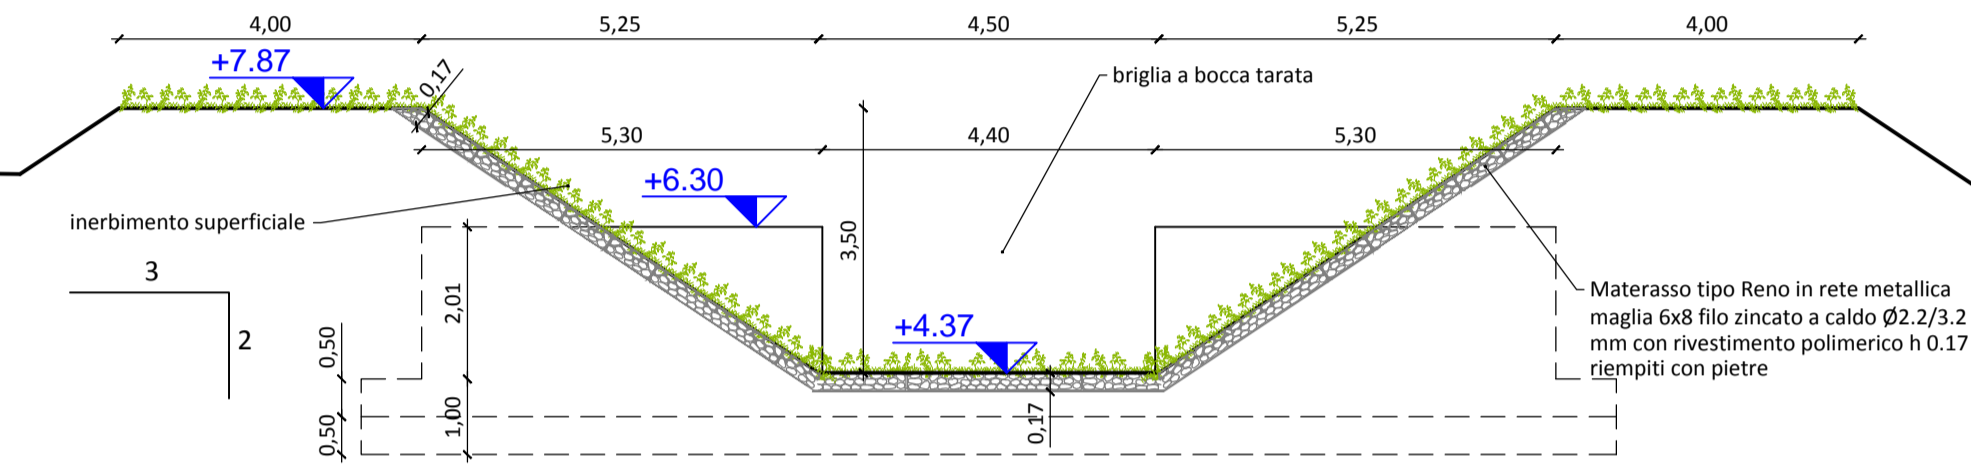 4,00 5,25 4,50 5,25 4,00
+7.87
0,17
briglia a bocca tarata
5,30 4,40 5,30
+6.30
inerbimento superficiale
3,50
3
2
2,01
0,50
+4.37
Materasso tipo Reno in rete metallica
maglia 6x8 filo zincato a caldo Ø2.2/3.2
mm con rivestimento polimerico h 0.17
riempiti con pietre
0,50
1,00
0,17